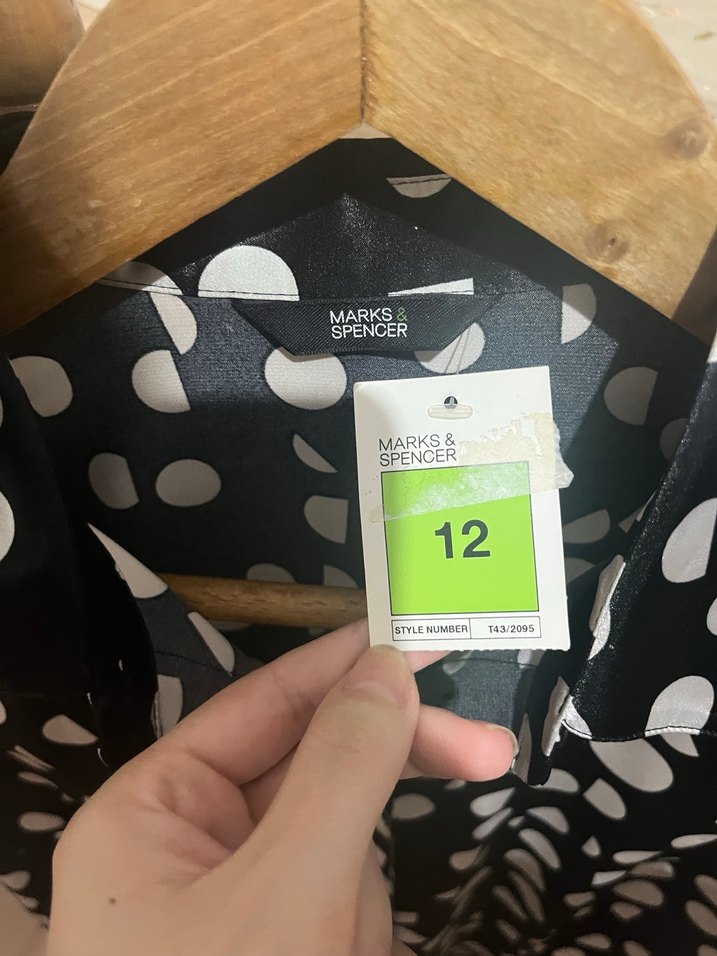 MARKS &
SPENCER
MARKS &
SPENCER
12
STYLE NUMBER T43/2095